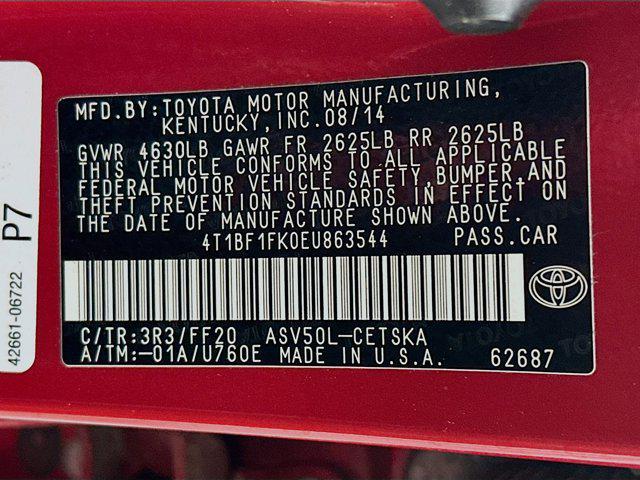 MFD.BY:TOYOTA MOTOR MANUFACTURING,
KENTUCKY,INC.08/14
GVWR 4630LB GAWR FR 2625LB RR 2625LB
THIS VEHICLE CONFORMS TO ALL APPLICABLE
FEDERAL MOTOR VEHICLE SAFETY,BUMPER,AND
THEFT PREVENTION STANDARDS IN EFFECT ON
THE DATE OF MANUFACTURE SHOWN ABOVE.
4T1BF1FK0EU863544 PASS.CAR
C/TR:3R3/FF20 ASV50L-CETSKA
A/TM:-01A/U760E MADE IN U.S.A. 62687
P7
42661-06722